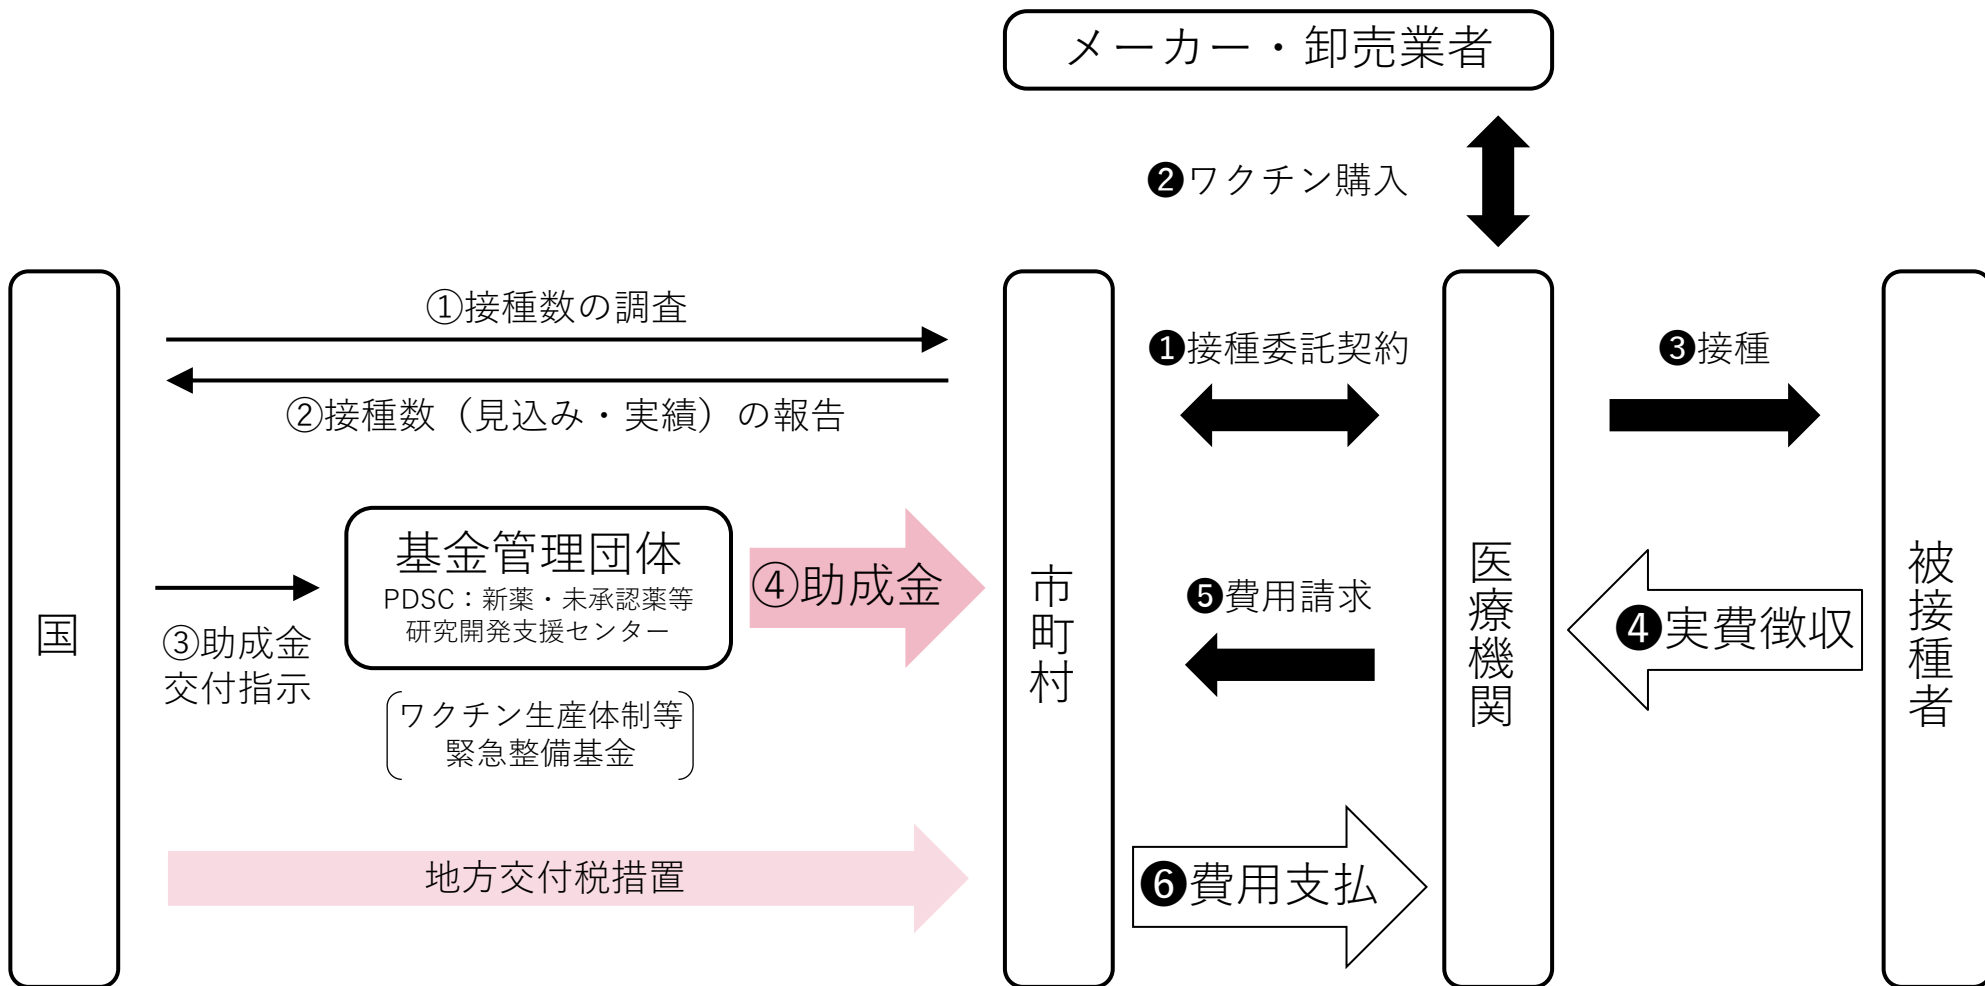 メーカー・卸売業者
❷ワクチン購入
①接種数の調査
②接種数（見込み・実績）の報告
❶接種委託契約
❸接種
国
③助成金
交付指示
基金管理団体
PDSC：新薬・未承認薬等
研究開発支援センター
ワクチン生産体制等
緊急整備基金
④助成金
市町村
❺費用請求
医療機関
❹実費徴収
被接種者
地方交付税措置
❻費用支払